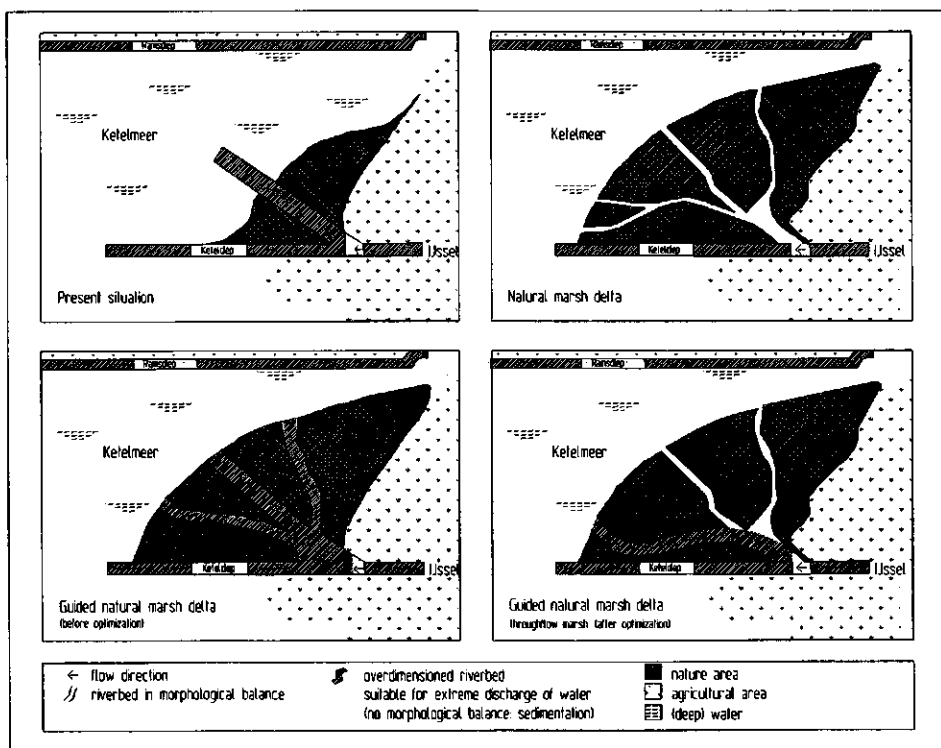 Ramsdiep
Ketelmeer
Keteldiep
IJssel
Present situation
Ramsdiep
Ketelmeer
Keteldiep
IJssel
Natural marsh delta
Ramsdiep
Ketelmeer
Keteldiep
IJssel
Guided natural marsh delta
(before optimization)
Ramsdiep
Ketelmeer
Keteldiep
IJssel
Guided natural marsh delta
throughflow marsh (after optimization)
flow direction
riverbed in morphological balance
overdimensioned riverbed
suitable for extreme discharge of water
(no morphological balance: sedimentation)
nature area
agricultural area
(deep) water